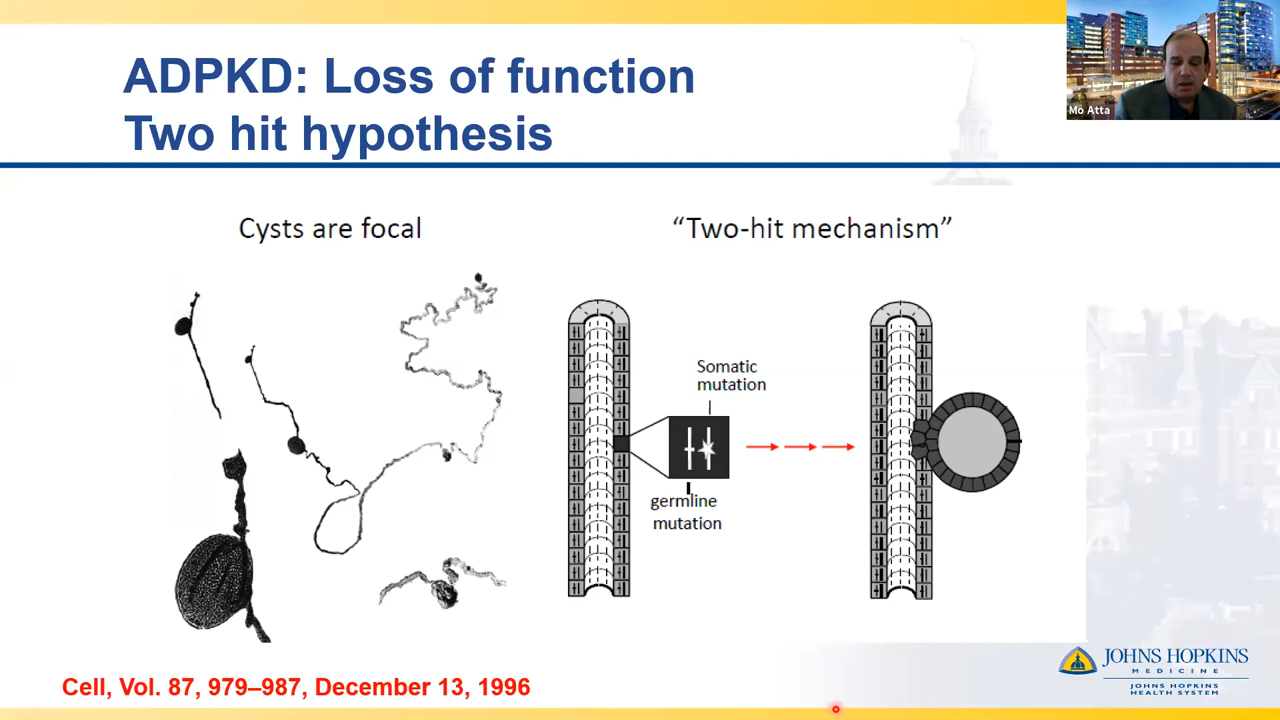 ADPKD: Loss of function
Two hit hypothesis
Mo Atta
Cysts are focal
“Two-hit mechanism”
Somatic
mutation
germline
mutation
Cell, Vol. 87, 979–987, December 13, 1996
JOHNS HOPKINS
MEDICINE
JOHNS HOPKINS
HEALTH SYSTEM